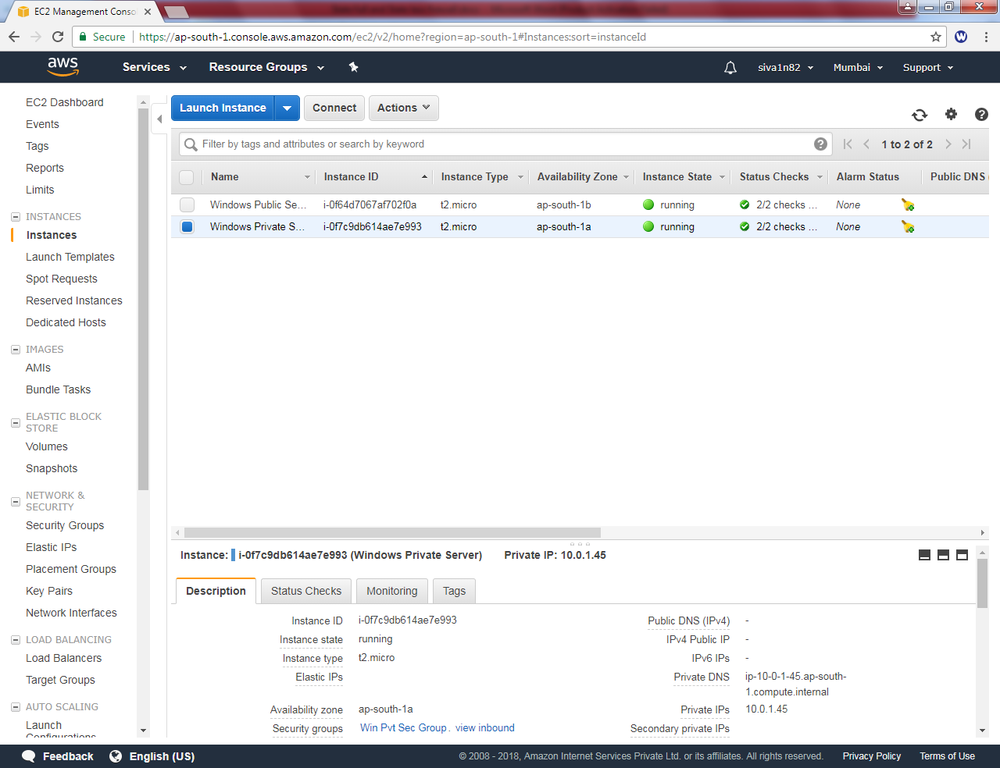 EC2 Management Conso
Secure https://ap-south-1.console.aws.amazon.com/ec2/v2/home?region=ap-south-1#Instances:sort=instanceId
aws Services Resource Groups siva1n82 Mumbai Support
EC2 Dashboard
Events
Tags
Reports
Limits
INSTANCES
Instances
Launch Templates
Spot Requests
Reserved Instances
Dedicated Hosts
IMAGES
AMIs
Bundle Tasks
ELASTIC BLOCK
STORE
Volumes
Snapshots
NETWORK &
SECURITY
Security Groups
Elastic IPs
Placement Groups
Key Pairs
Network Interfaces
LOAD BALANCING
Load Balancers
Target Groups
AUTO SCALING
Launch
Configurations
Launch Instance Connect Actions
Filter by tags and attributes or search by keyword 1 to 2 of 2
Name Instance ID Instance Type Availability Zone Instance State Status Checks Alarm Status Public DNS (
Windows Public Se... i-0f64d7067af702f0a t2.micro ap-south-1b running 2/2 checks ... None
Windows Private S... i-0f7c9db614ae7e993 t2.micro ap-south-1a running 2/2 checks ... None
Instance: i-0f7c9db614ae7e993 (Windows Private Server) Private IP: 10.0.1.45
Description Status Checks Monitoring Tags
Instance ID i-0f7c9db614ae7e993 Public DNS (IPv4) -
Instance state running IPv4 Public IP -
Instance type t2.micro IPv6 IPs -
Elastic IPs Private DNS ip-10-0-1-45.ap-south-
1.compute.internal
Availability zone ap-south-1a Private IPs 10.0.1.45
Security groups Win Pvt Sec Group . view inbound Secondary private IPs
Feedback English (US) © 2008 - 2018, Amazon Internet Services Private Ltd. or its affiliates. All rights reserved. Privacy Policy Terms of Use